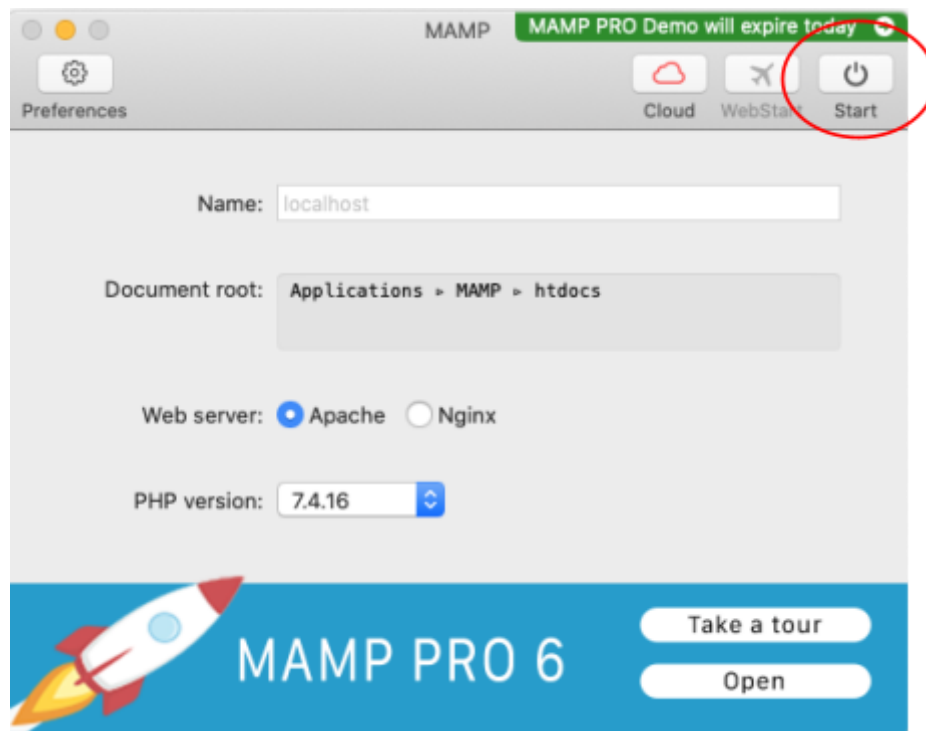 MAMP MAMP PRO Demo will expire today
Preferences Cloud WebStart Start
Name: localhost
Document root: Applications ▹ MAMP ▹ htdocs
Web server: Apache Nginx
PHP version: 7.4.16
MAMP PRO 6
Take a tour
Open